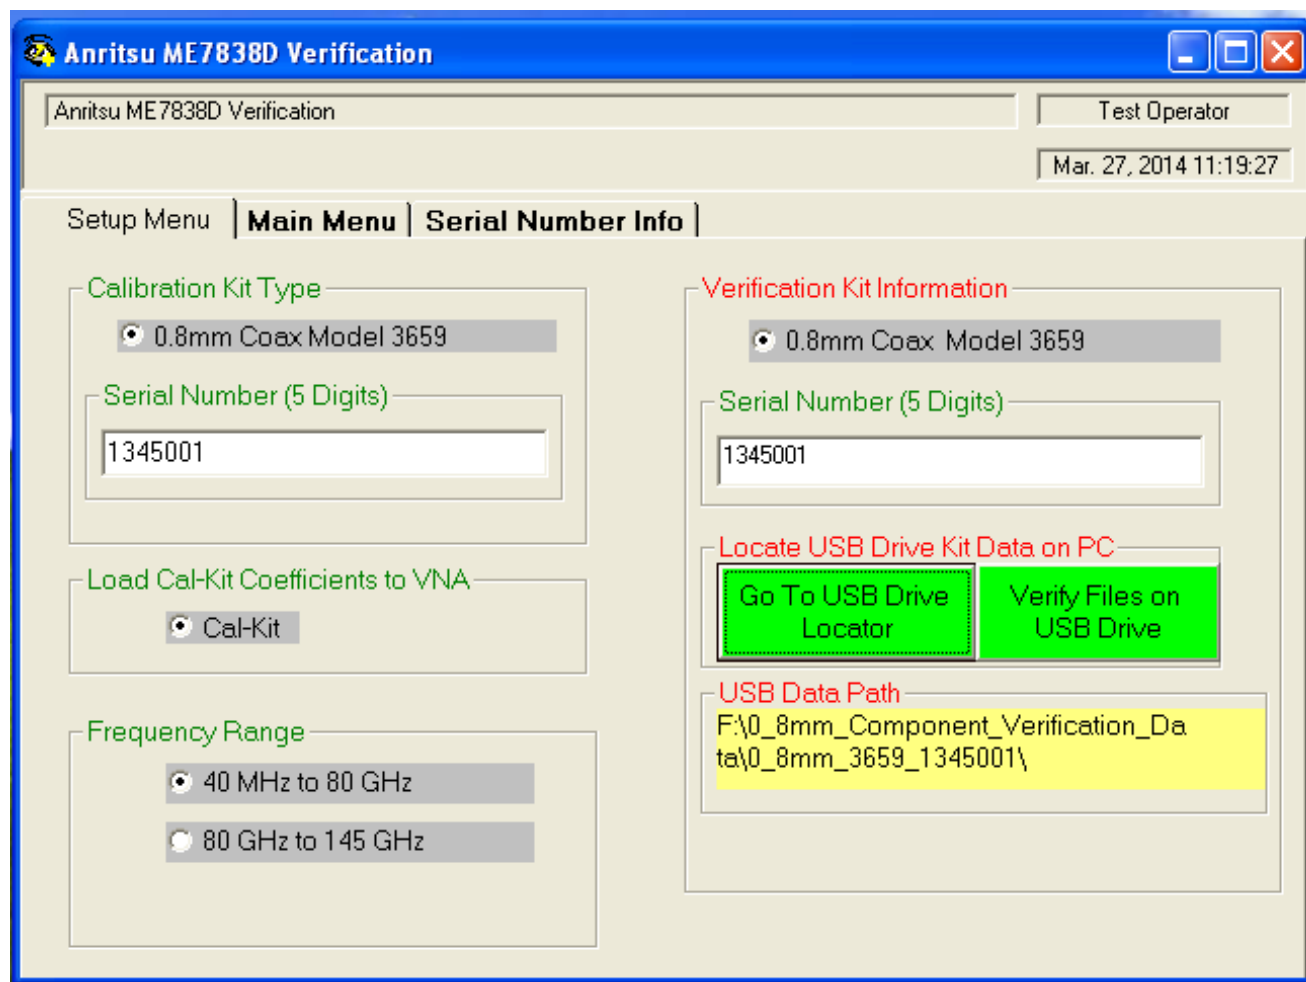 Anritsu ME7838D Verification
Anritsu ME7838D Verification
Test Operator
Mar. 27, 2014 11:19:27
Setup Menu
Main Menu
Serial Number Info
Calibration Kit Type
0.8mm Coax Model 3659
Serial Number (5 Digits)
1345001
Load Cal-Kit Coefficients to VNA
Cal-Kit
Frequency Range
40 MHz to 80 GHz
80 GHz to 145 GHz
Verification Kit Information
0.8mm Coax Model 3659
Serial Number (5 Digits)
1345001
Locate USB Drive Kit Data on PC
Go To USB Drive
Locator
Verify Files on
USB Drive
USB Data Path
F:\0_8mm_Component_Verification_Da
ta\0_8mm_3659_1345001\